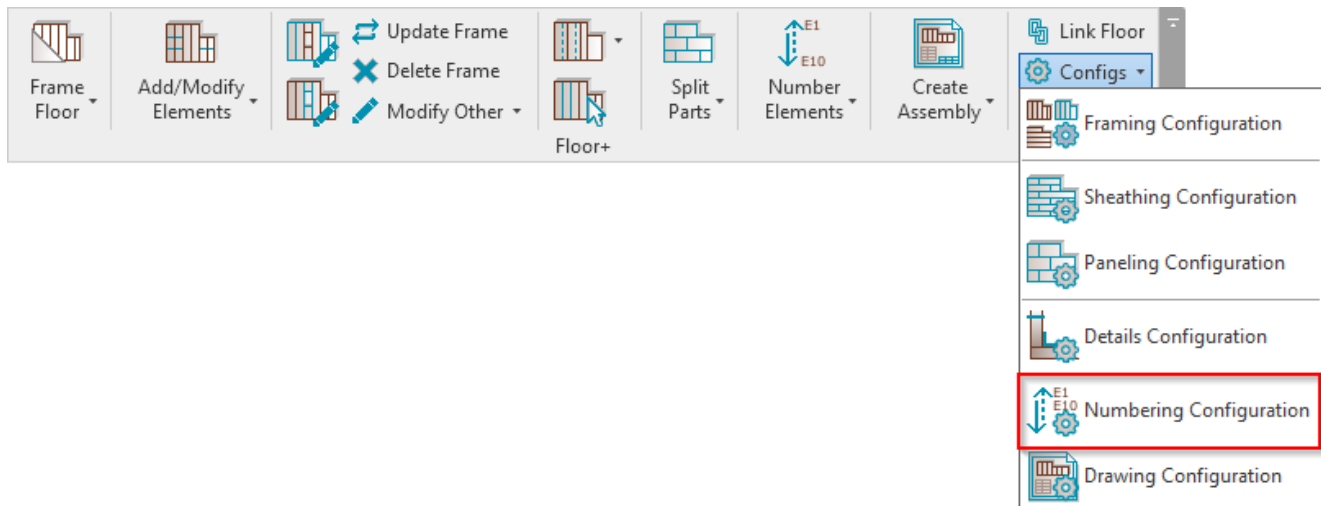 Frame
Floor
Add/Modify
Elements
Update Frame
Delete Frame
Modify Other
Split
Parts
E1
E10
Number
Elements
Create
Assembly
Link Floor
Configs
Floor+
Framing Configuration
Sheathing Configuration
Paneling Configuration
Details Configuration
E1
E10
Numbering Configuration
Drawing Configuration